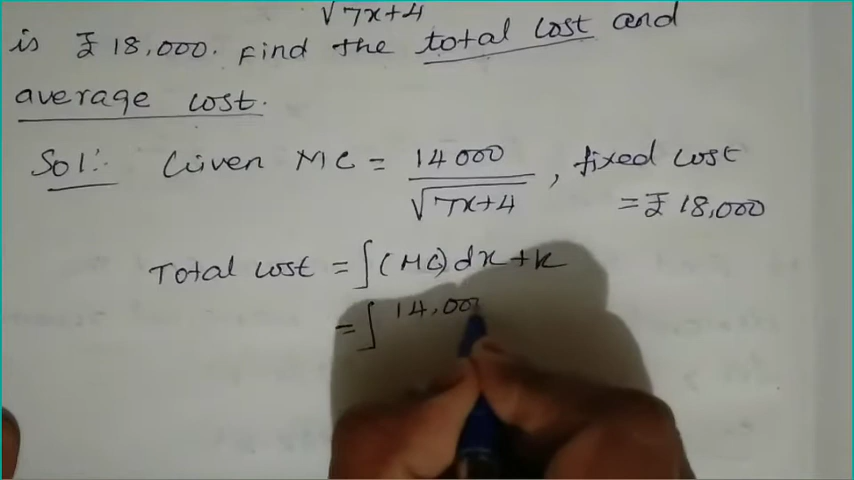 √7x+4
is ₹ 18,000. Find the total cost and
average cost.
Sol:- Given MC = 14000/√7x+4, fixed cost
= ₹ 18,000
Total cost = ∫(MC)dx+k
= ∫ 14,00